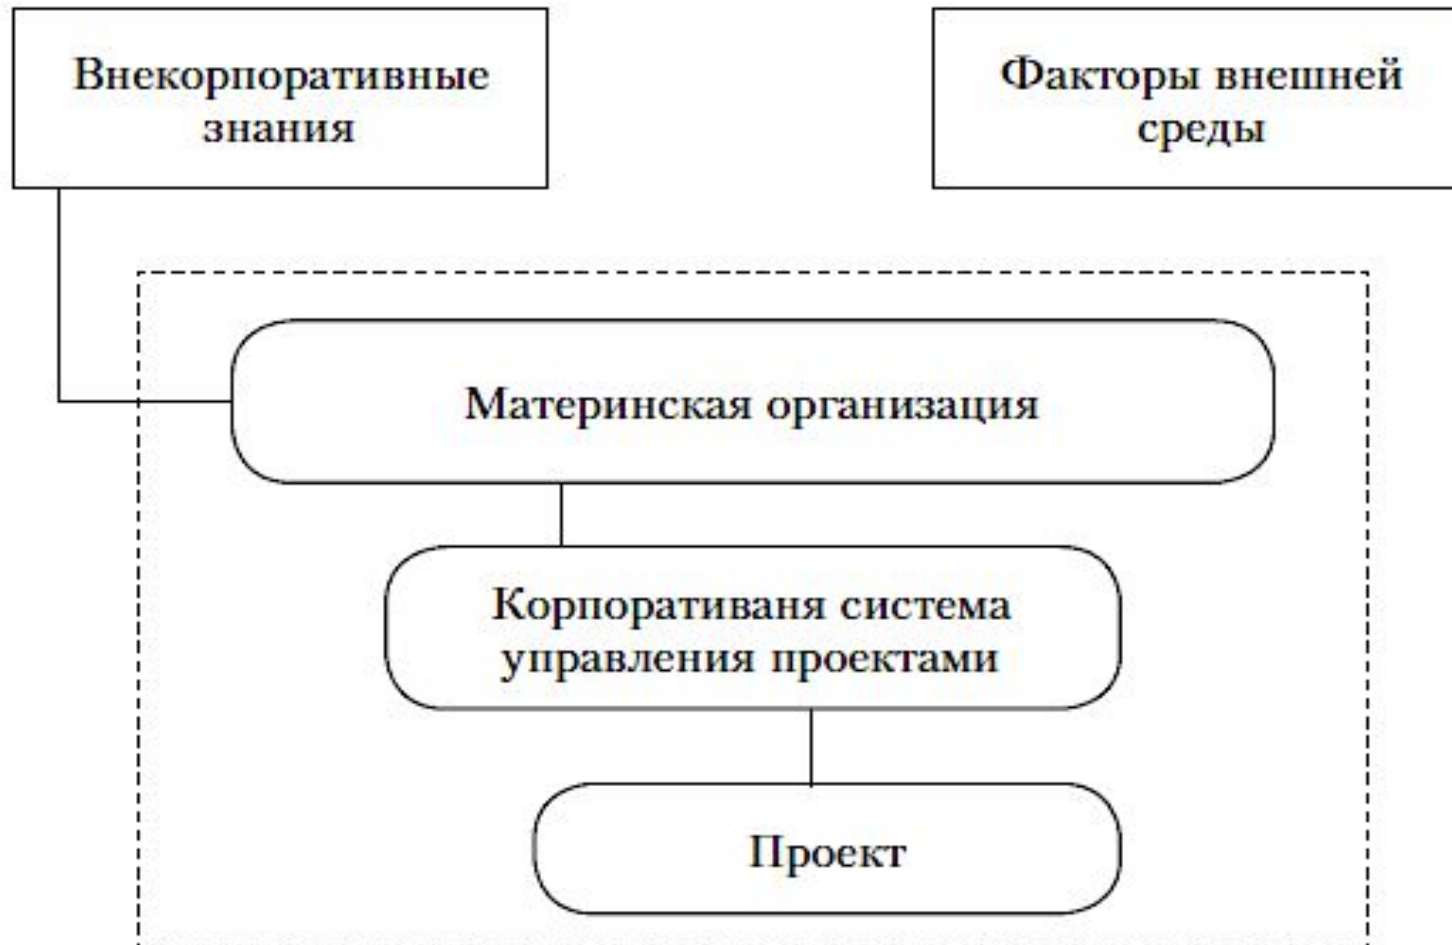 Внекорпоративные
знания
Факторы внешней
среды
Материнская организация
Корпоративаня система
управления проектами
Проект